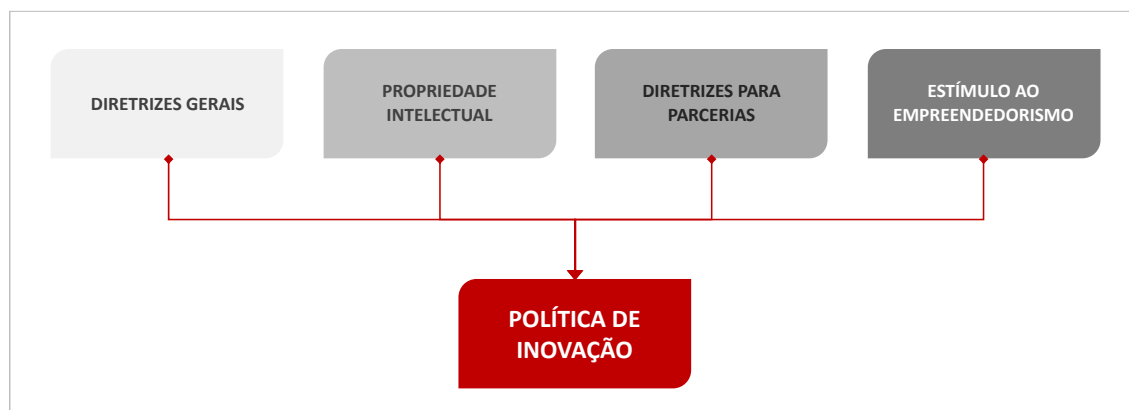 DIRETRIZES GERAIS
PROPRIEDADE
INTELECTUAL
DIRETRIZES PARA
PARCERIAS
ESTÍMULO AO
EMPREENDEDORISMO
POLÍTICA DE
INOVAÇÃO